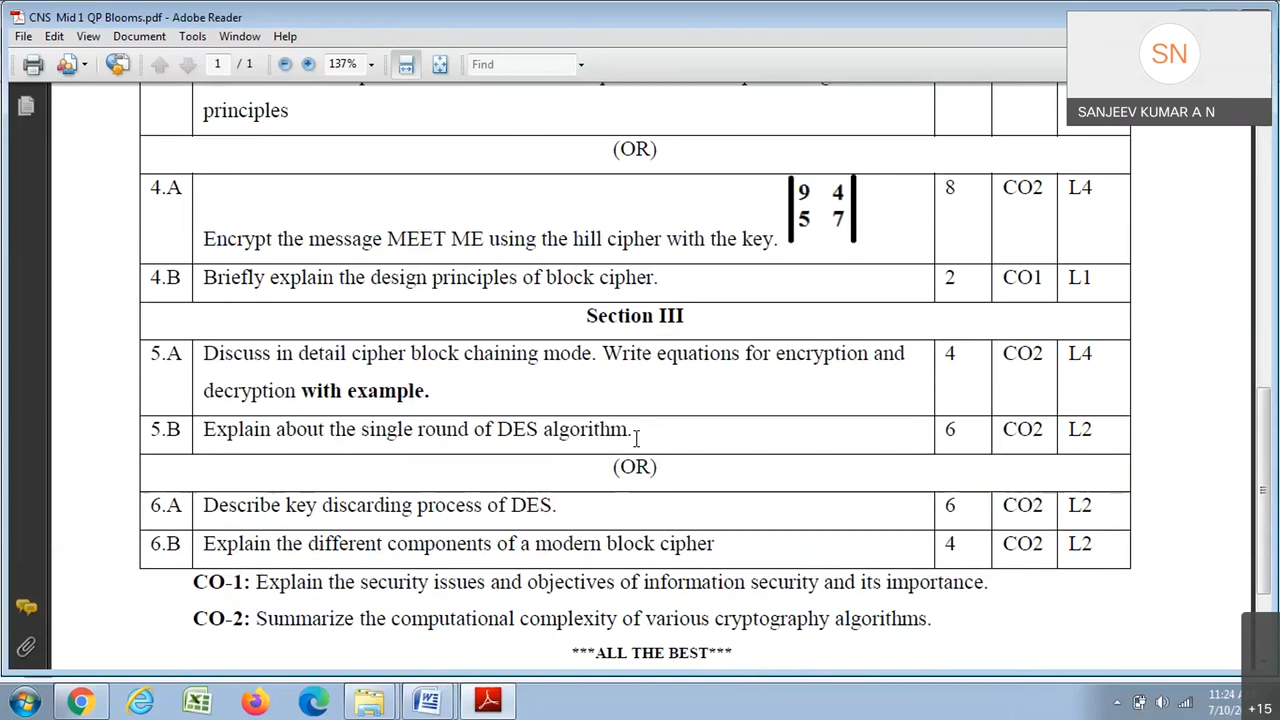 CNS Mid 1 QP Blooms.pdf - Adobe Reader
File Edit View Document Tools Window Help
1 / 1 137% Find
SN
SANJEEV KUMAR A N
principles
(OR)
4.A Encrypt the message MEET ME using the hill cipher with the key. 8 CO2 L4
9 4
5 7
4.B Briefly explain the design principles of block cipher. 2 CO1 L1
Section III
5.A Discuss in detail cipher block chaining mode. Write equations for encryption and 4 CO2 L4
decryption with example.
5.B Explain about the single round of DES algorithm. 6 CO2 L2
(OR)
6.A Describe key discarding process of DES. 6 CO2 L2
6.B Explain the different components of a modern block cipher 4 CO2 L2
CO-1: Explain the security issues and objectives of information security and its importance.
CO-2: Summarize the computational complexity of various cryptography algorithms.
***ALL THE BEST***
11:24
7/10/
+15